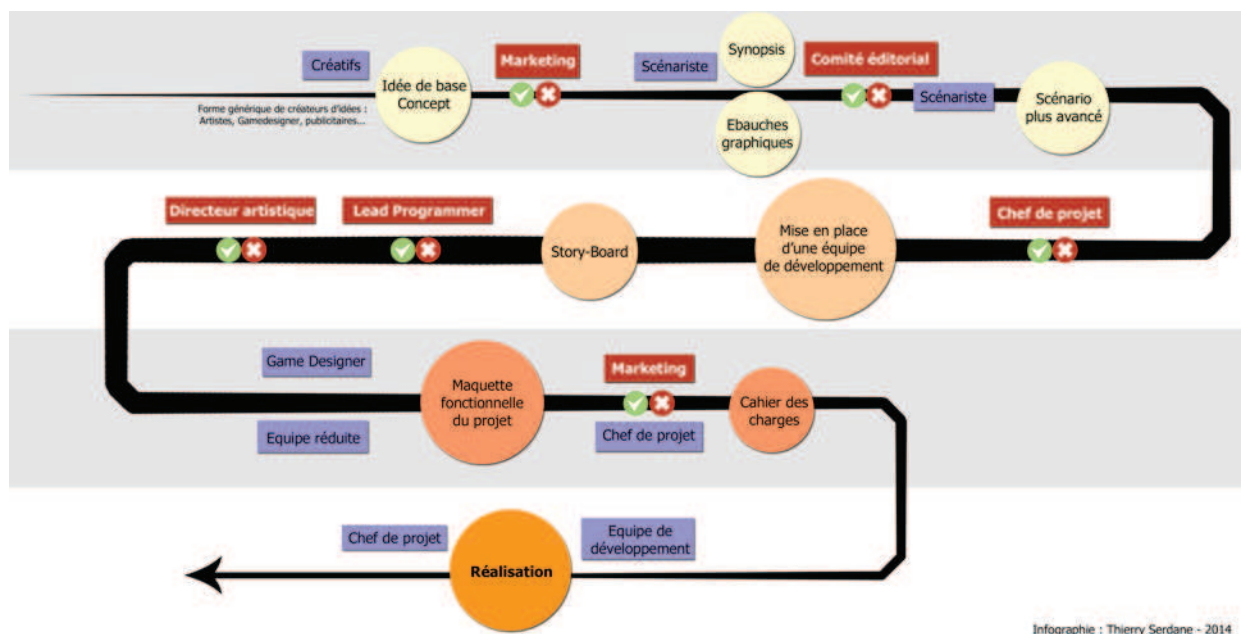 Créatifs
Forme générique de créateurs d'idées :
Artistes, Gamedesigner, publicitaires...
Idée de base
Concept
Marketing
Scénariste
Synopsis
Ebauches
graphiques
Comité éditorial
Scénariste
Scénario
plus avancé
Chef de projet
Mise en place
d'une équipe
de développement
Story-Board
Lead Programmer
Directeur artistique
Game Designer
Equipe réduite
Maquette
fonctionnelle
du projet
Marketing
Chef de projet
Cahier des
charges
Equipe de
développement
Réalisation
Chef de projet
Infographie : Thierry Serdane - 2014